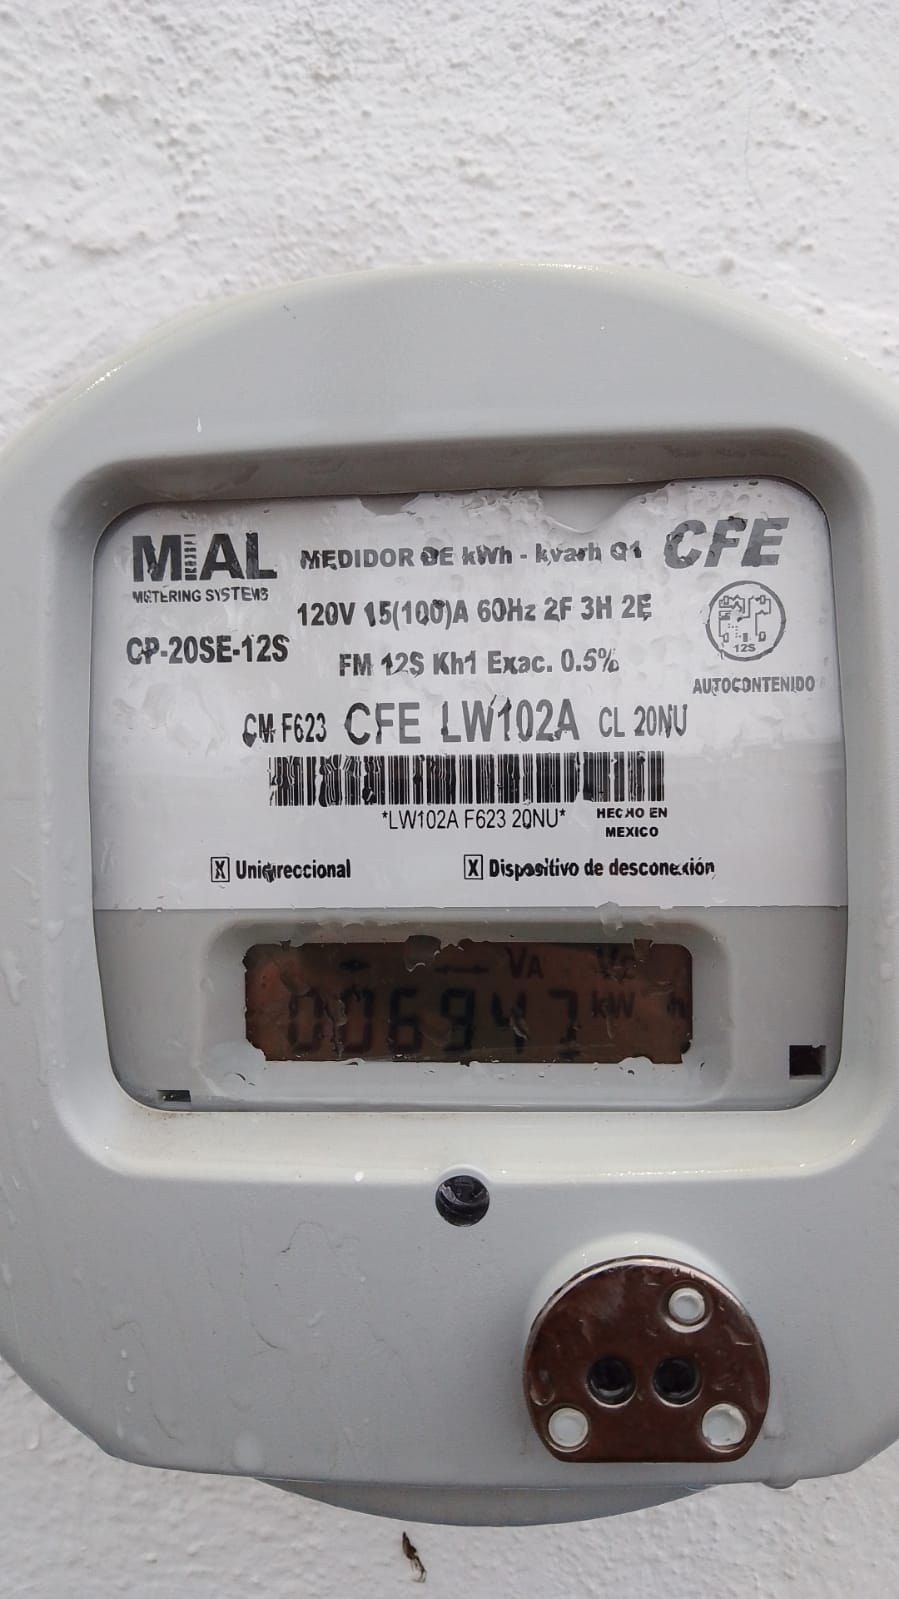 MIAL
METERING SYSTEMS
MEDIDOR DE kWh - kvarh Q1
CFE
120V 15(100)A 60Hz 2F 3H 2E
CP-20SE-12S
FM 12S Kh1 Exac. 0.5%
12S
AUTOCONTENIDO
CM F623 CFE LW102A CL 20NU
*LW102A F623 20NU*
HECHO EN
MEXICO
X Unidireccional
X Dispositivo de desconexión
VA
kW h